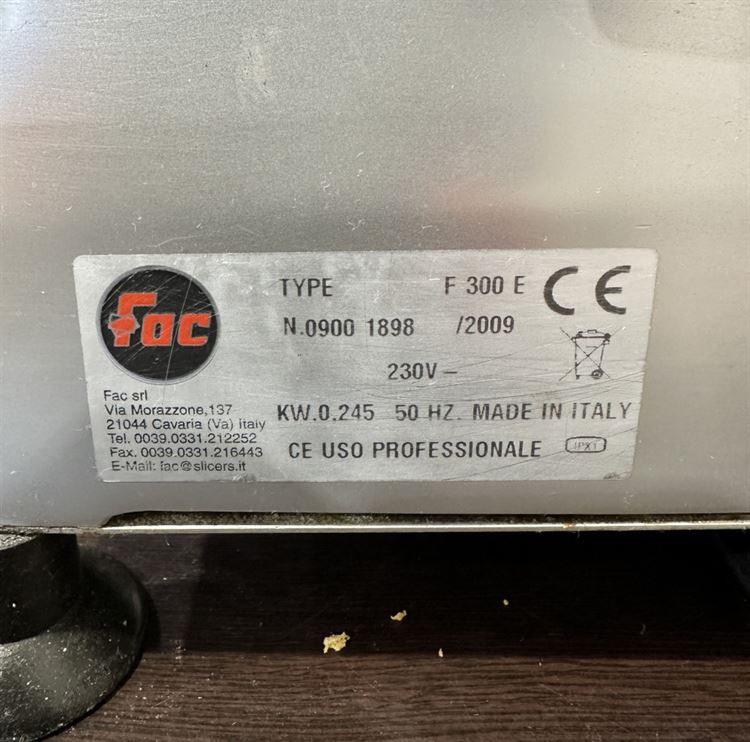 Fac
TYPE F 300 E CE
N.0900 1898 /2009
230V –
KW.0.245 50 HZ. MADE IN ITALY
CE USO PROFESSIONALE IPX1
Fac srl
Via Morazzone,137
21044 Cavaria (Va) Italy
Tel. 0039.0331.212252
Fax. 0039.0331.216443
E-Mail: fac@slicers.it